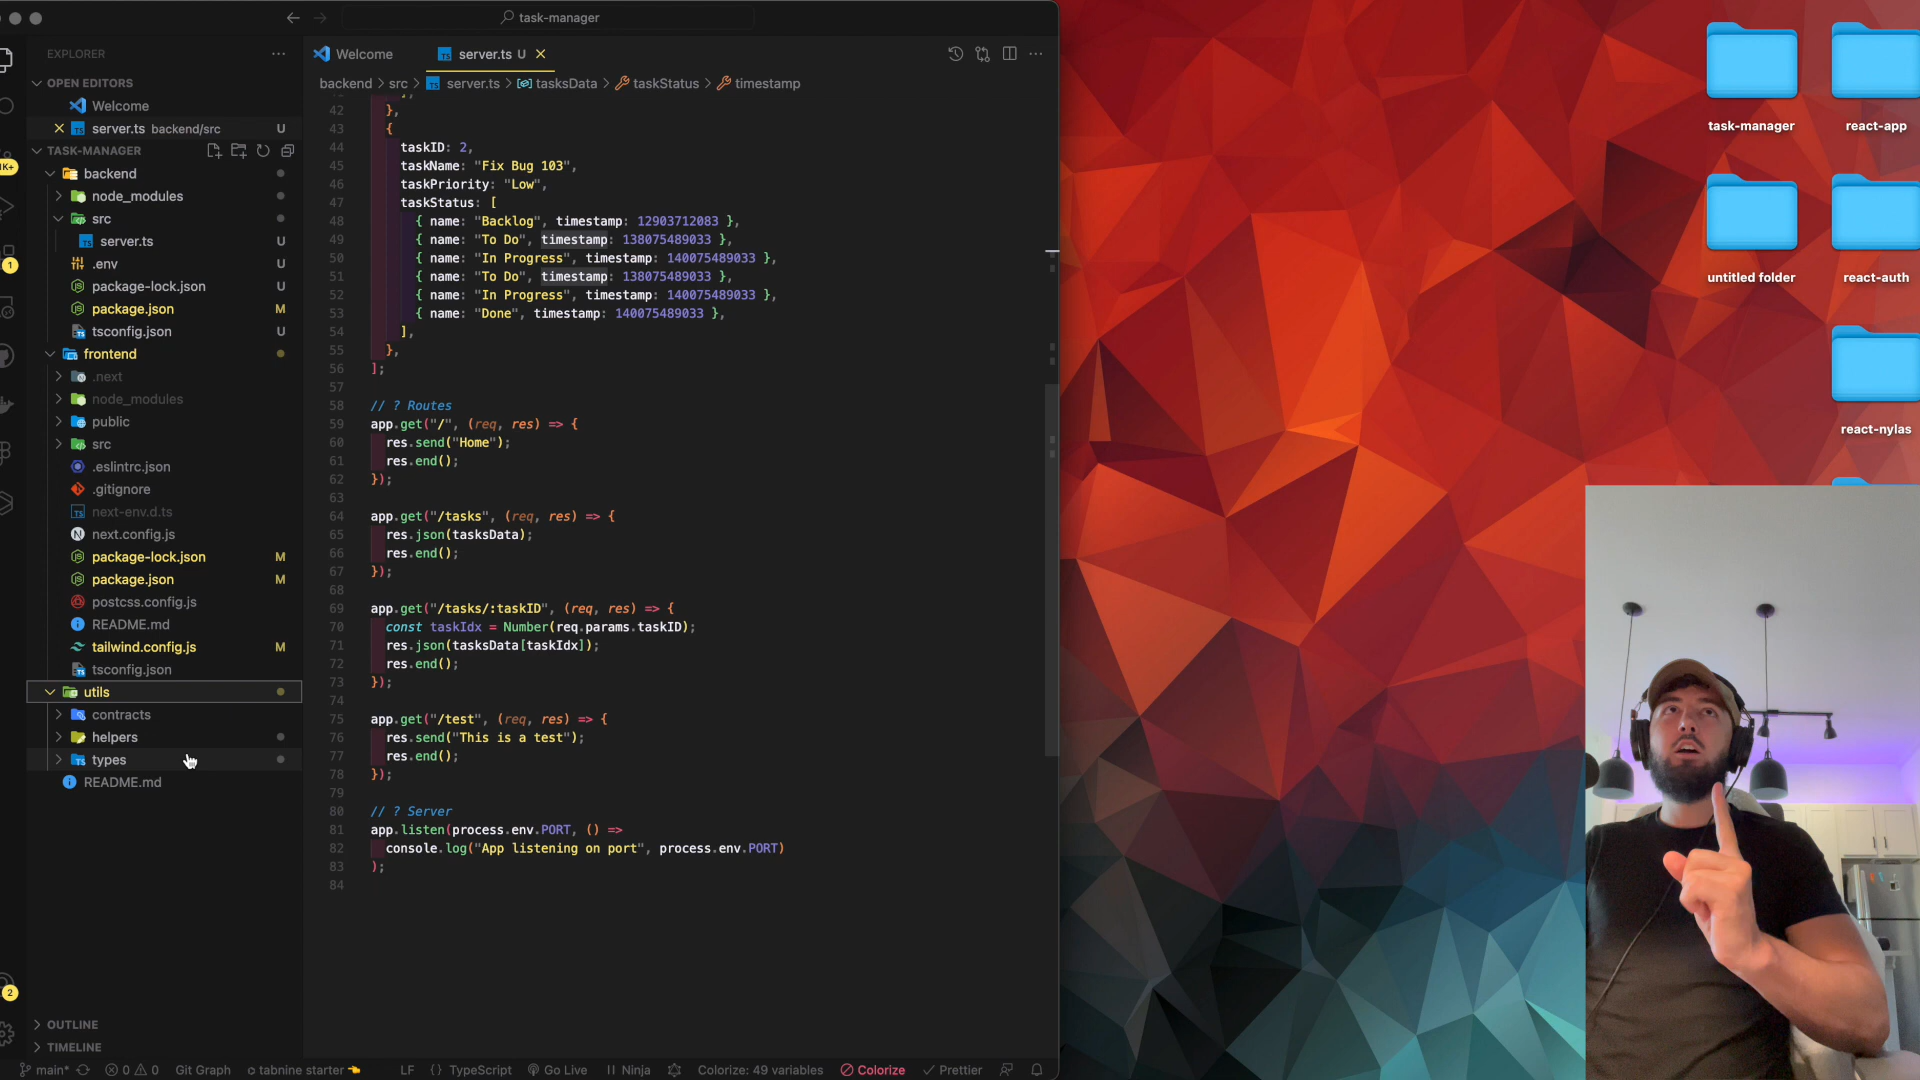 task-manager
EXPLORER
OPEN EDITORS
Welcome
server.ts backend/src U
TASK-MANAGER
backend
node_modules
src
server.ts U
.env U
package-lock.json U
package.json M
tsconfig.json U
frontend
.next
node_modules
public
src
.eslintrc.json
.gitignore
next-env.d.ts
next.config.js
package-lock.json M
package.json M
postcss.config.js
README.md
tailwind.config.js M
tsconfig.json
utils
contracts
helpers
types
README.md
OUTLINE
TIMELINE
1K+
1
2
Welcome
server.ts U
backend > src > server.ts > tasksData > taskStatus > timestamp
42 },
43 {
44 taskID: 2,
45 taskName: "Fix Bug 103",
46 taskPriority: "Low",
47 taskStatus: [
48 { name: "Backlog", timestamp: 12903712083 },
49 { name: "To Do", timestamp: 138075489033 },
50 { name: "In Progress", timestamp: 140075489033 },
51 { name: "To Do", timestamp: 138075489033 },
52 { name: "In Progress", timestamp: 140075489033 },
53 { name: "Done", timestamp: 140075489033 },
54 ],
55 },
56 ];
57
58 // ? Routes
59 app.get("/", (req, res) => {
60 res.send("Home");
61 res.end();
62 });
63
64 app.get("/tasks", (req, res) => {
65 res.json(tasksData);
66 res.end();
67 });
68
69 app.get("/tasks/:taskID", (req, res) => {
70 const taskIdx = Number(req.params.taskID);
71 res.json(tasksData[taskIdx]);
72 res.end();
73 });
74
75 app.get("/test", (req, res) => {
76 res.send("This is a test");
77 res.end();
78 });
79
80 // ? Server
81 app.listen(process.env.PORT, () =>
82 console.log("App listening on port", process.env.PORT)
83 );
84
main* 0 0 Git Graph tabnine starter LF {} TypeScript Go Live Ninja Colorize: 49 variables Colorize Prettier
task-manager
react-app
untitled folder
react-auth
react-nylas